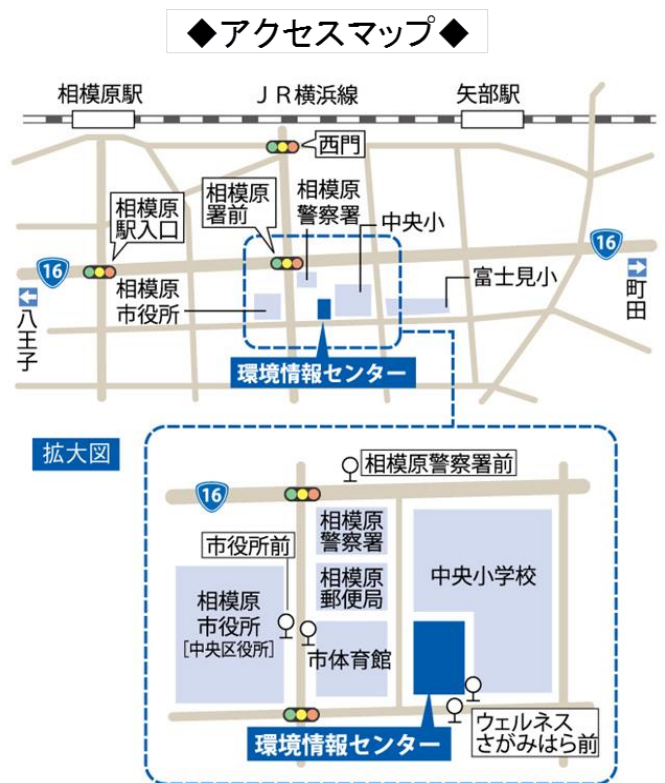 ◆アクセスマップ◆
相模原駅
ＪＲ横浜線
矢部駅
西門
相模原
駅入口
相模原
署前
相模原
警察署
中央小
16
16
八王子
町田
相模原
市役所
富士見小
環境情報センター
拡大図
相模原警察署前
16
市役所前
相模原
警察署
相模原
郵便局
中央小学校
相模原
市役所
[中央区役所]
市体育館
環境情報センター
ウェルネス
さがみはら前